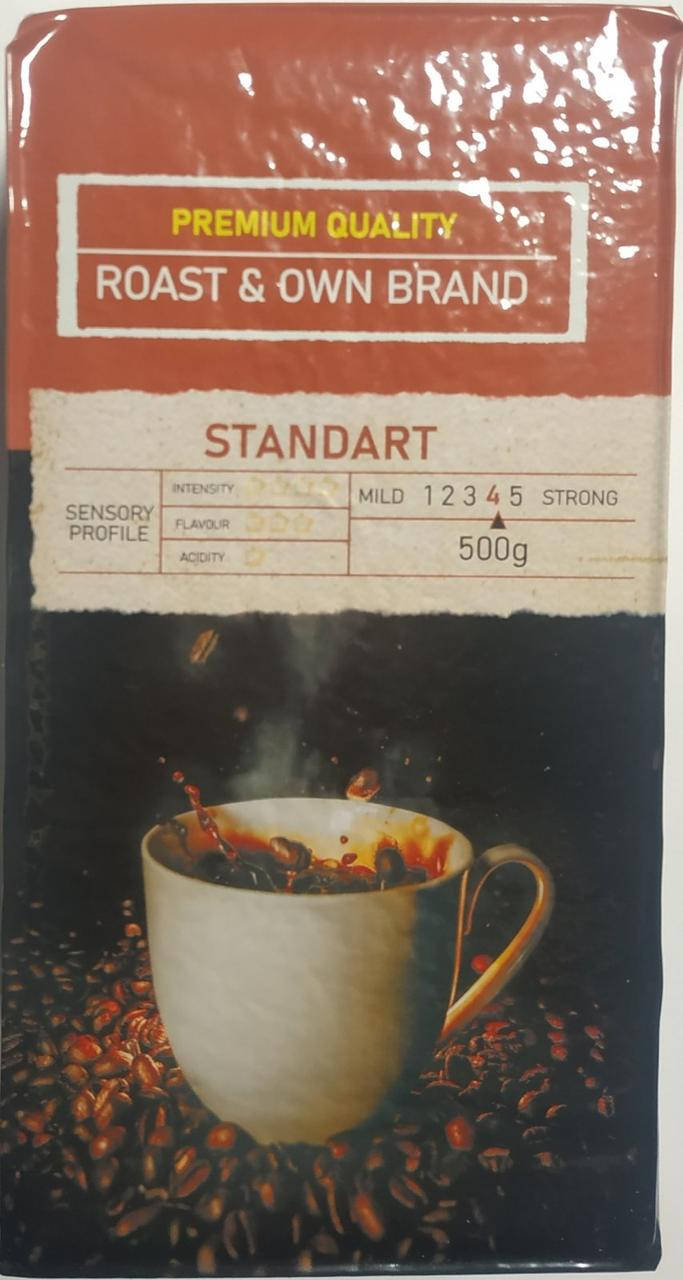 PREMIUM QUALITY
ROAST & OWN BRAND
STANDART
SENSORY
PROFILE
INTENSITY
FLAVOUR
ACIDITY
MILD 1 2 3 4 5 STRONG
500g